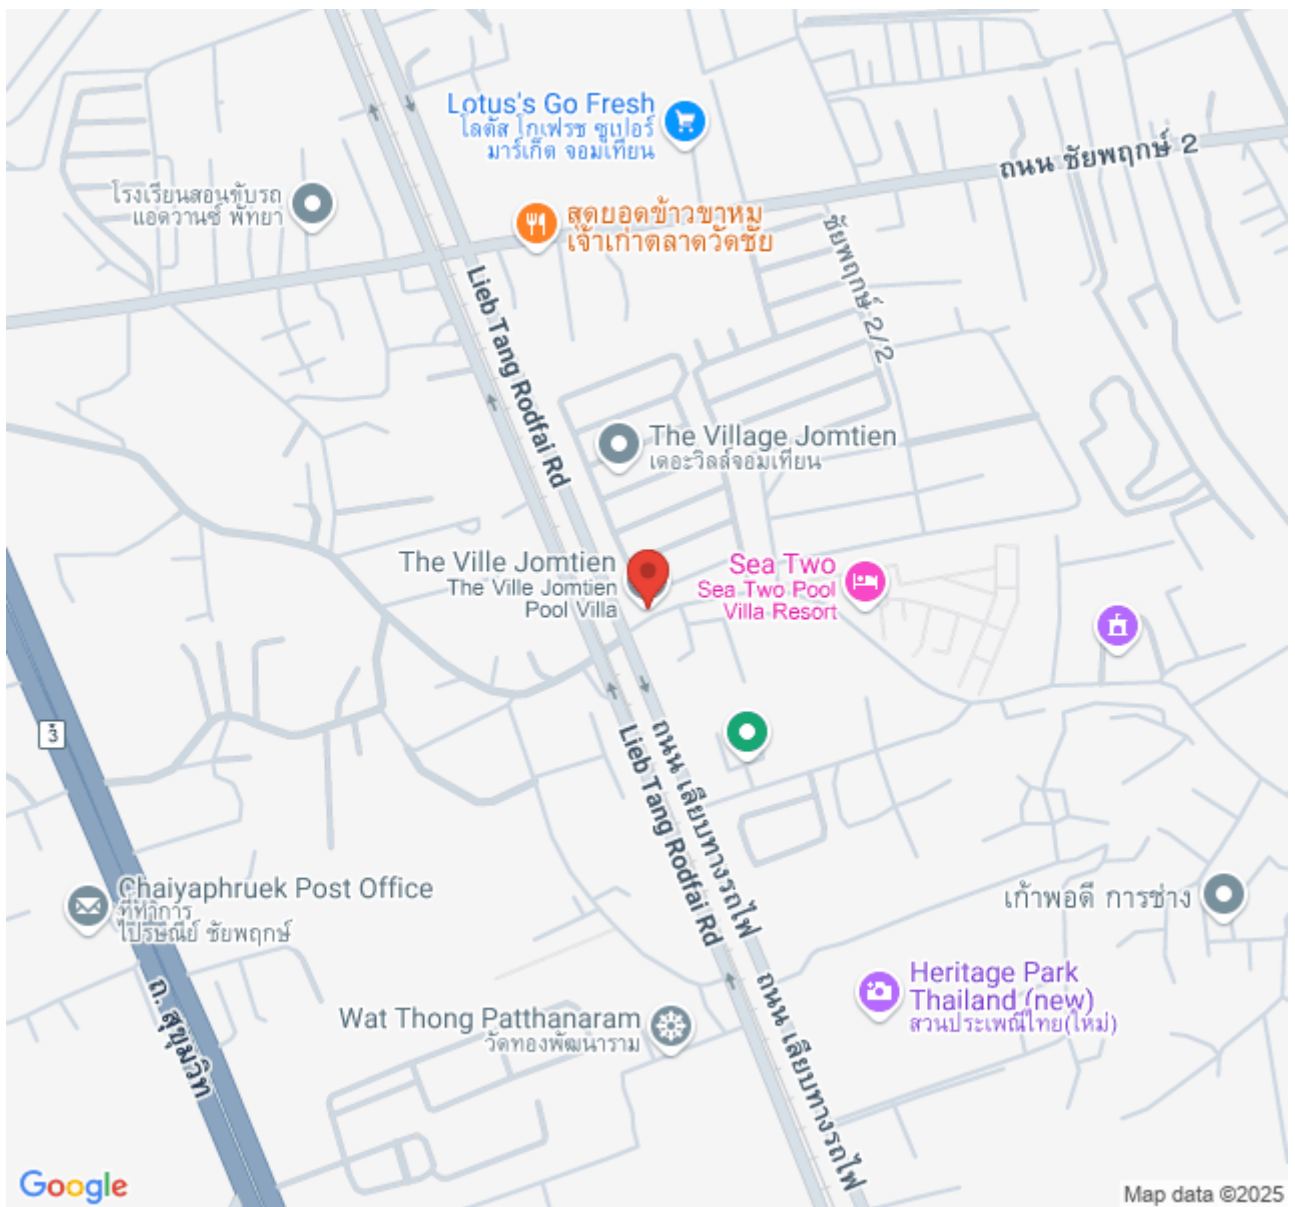 Lotus's Go Fresh
โลตัส โกเฟรช ซูเปอร์
มาร์เก็ต จอมเทียน
ถนน ชัยพฤกษ์ 2
โรงเรียนสอนขับรถ
แอดวานซ์ พัทยา
สุดยอดข้าวขาหมู
เจ้าเก่าตลาดวัดชัย
ชัยพฤกษ์ 2/2
Lieb Tang Rodfai Rd
The Village Jomtien
เดอะวิลล์จอมเทียน
The Ville Jomtien
The Ville Jomtien
Pool Villa
Sea Two
Sea Two Pool
Villa Resort
3
ถนน เลียบทางรถไฟ
Lieb Tang Rodfai Rd
Chaiyaphruek Post Office
ที่ทำการ
ไปรษณีย์ ชัยพฤกษ์
เก้าพอดี การช่าง
Heritage Park
Thailand (new)
สวนประเพณีไทย(ใหม่)
ถ. สุขุมวิท
Wat Thong Patthanaram
วัดทองพัฒนาราม
ถนน เลียบทางรถไฟ
Google
Map data ©2025